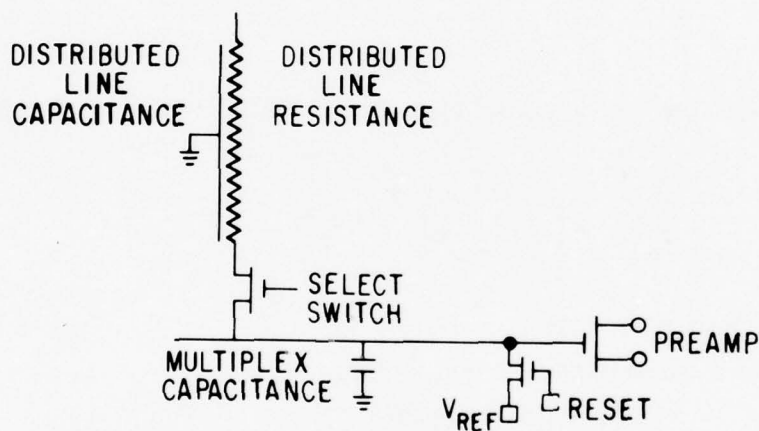 DISTRIBUTED
LINE
CAPACITANCE
DISTRIBUTED
LINE
RESISTANCE
SELECT
SWITCH
MULTIPLEX
CAPACITANCE
PREAMP
VREF
RESET